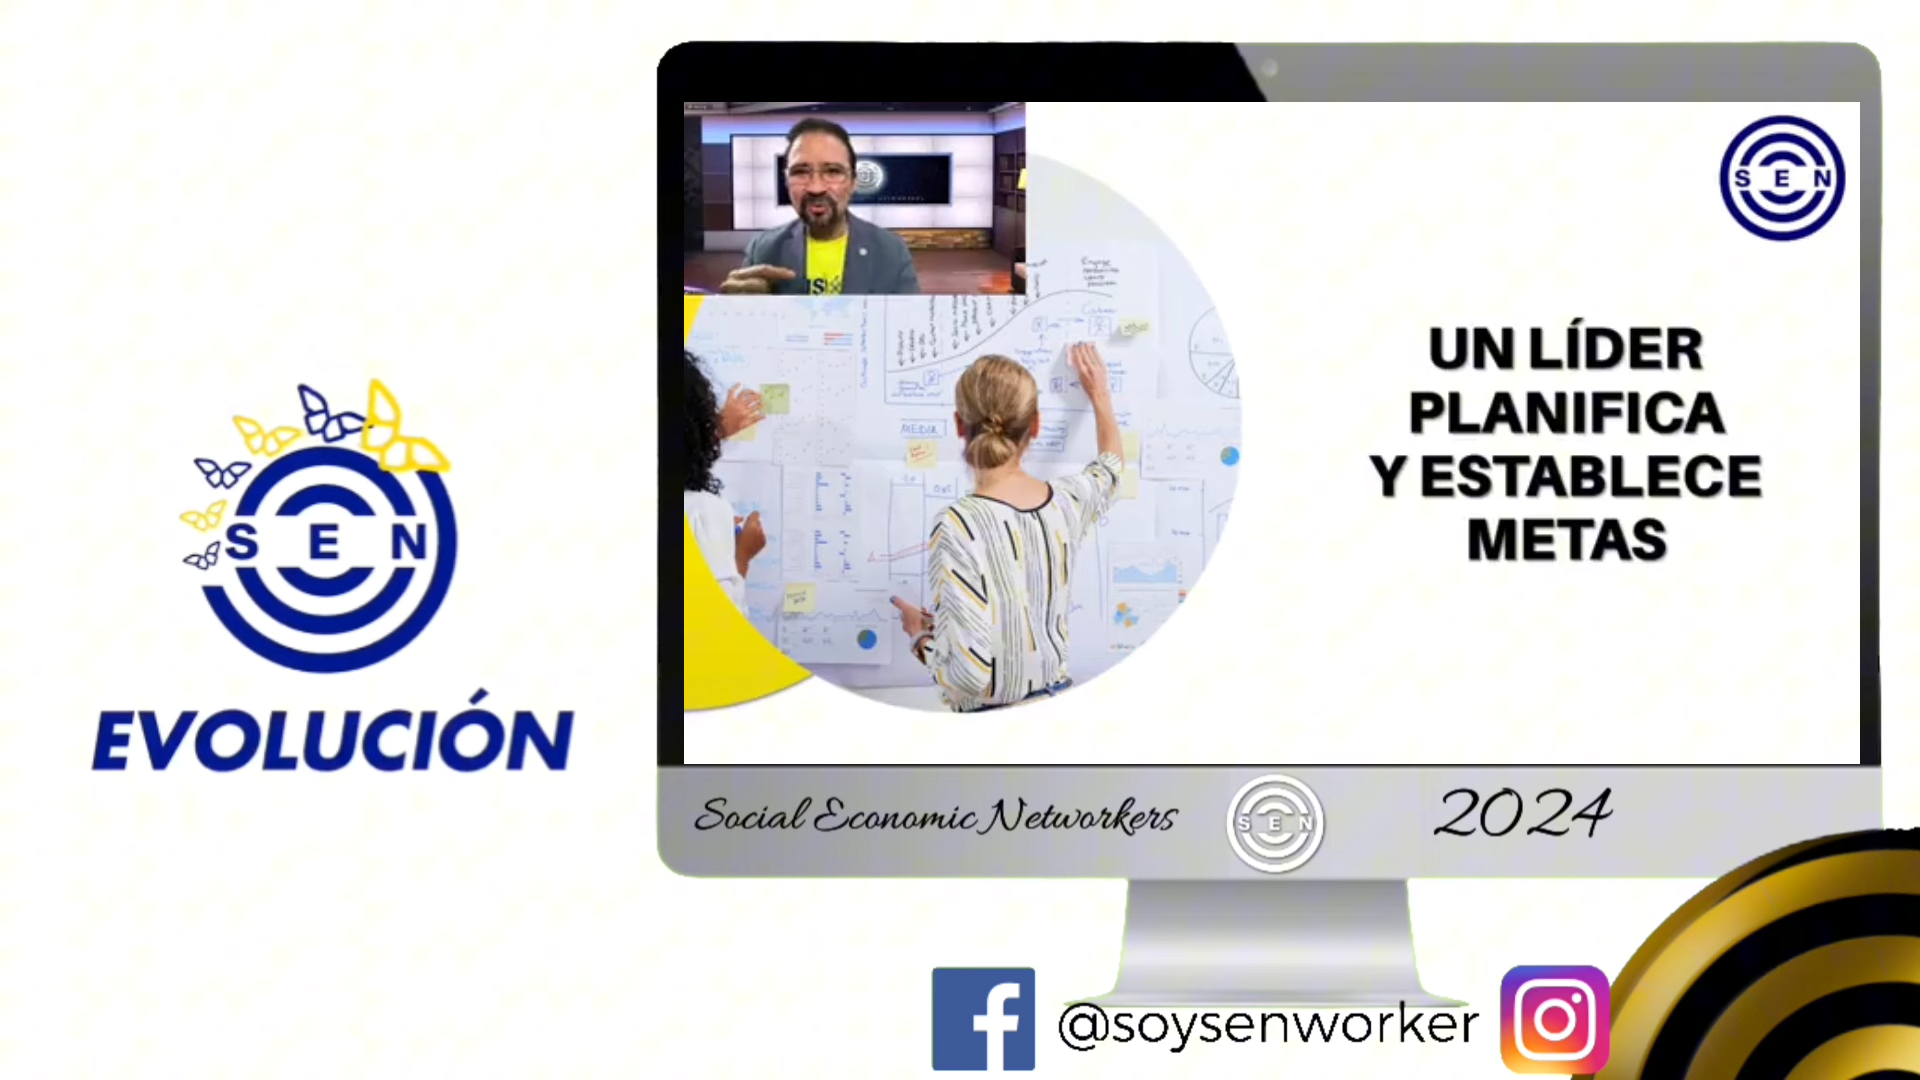 S E N
EVOLUCIÓN
S E N
UN LÍDER
PLANIFICA
Y ESTABLECE
METAS
MEDIA
Social Economic Networkers
S E N
2024
@soysenworker